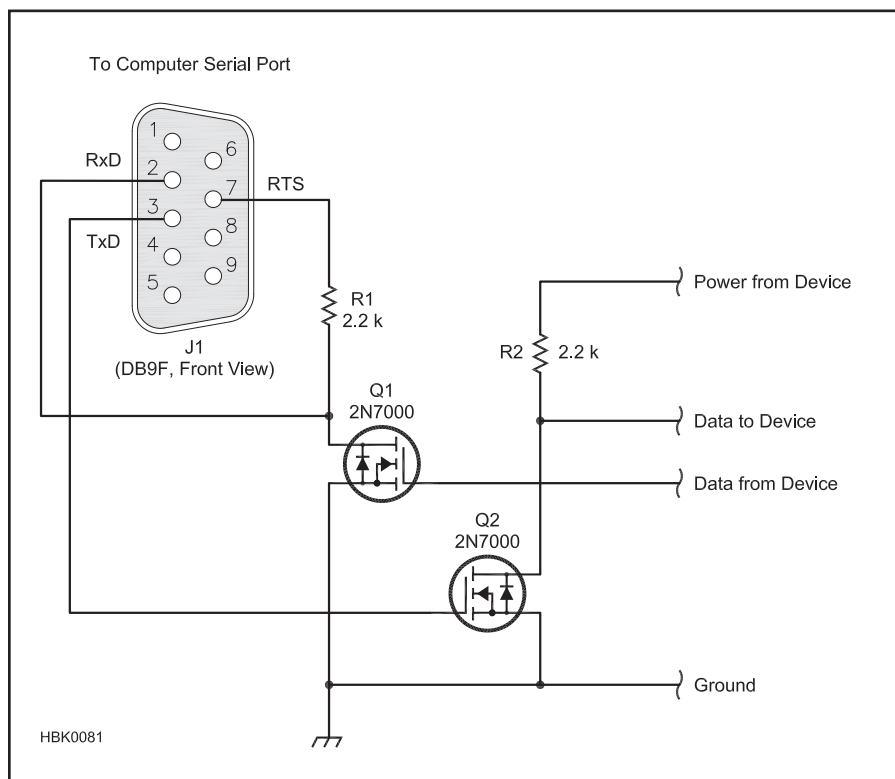 To Computer Serial Port
1
6
RxD
2
7
RTS
3
8
TxD
4
9
5
J1
(DB9F, Front View)
R1
2.2 k
Power from Device
R2
2.2 k
Q1
2N7000
Data to Device
Data from Device
Q2
2N7000
Ground
HBK0081